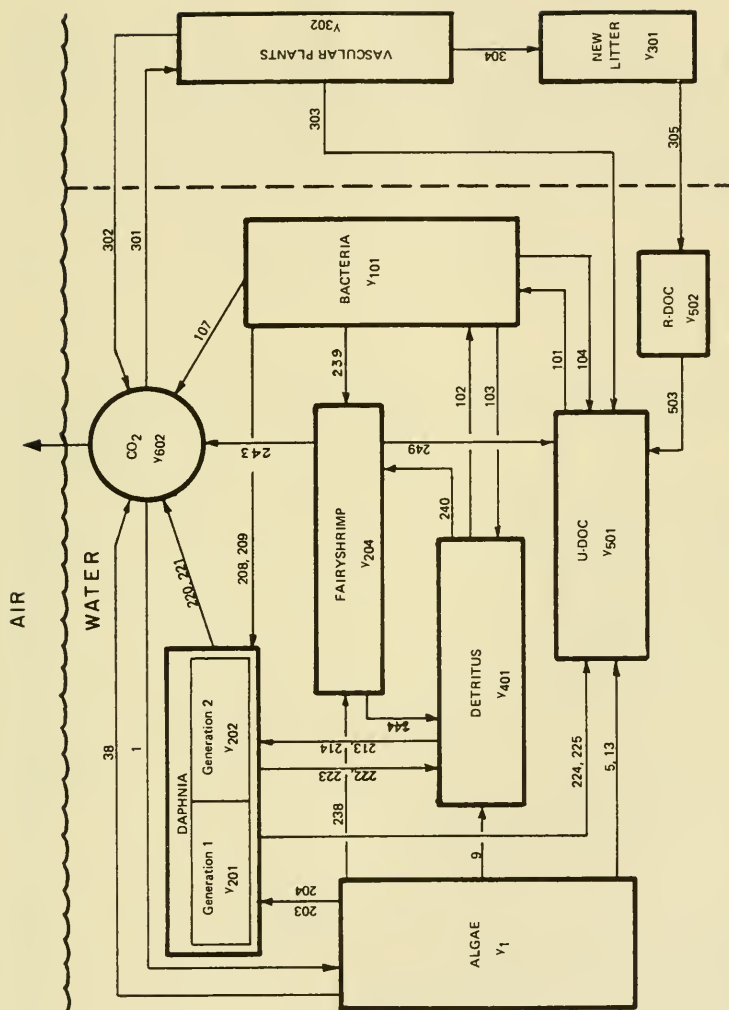 AIR
WATER
38
1
302
301
CO₂
Y602
VASCULAR PLANTS
Y302
304
NEW
LITTER
Y301
303
305
107
220, 221
243
208, 209
239
BACTERIA
Y101
DAPHNIA
Generation 1
Y201
Generation 2
Y202
FAIRYSHRIMP
Y204
249
240
102
103
101
104
R-DOC
Y502
503
203
204
238
244
213, 214
222, 223
DETRITUS
Y401
9
224, 225
5, 13
U-DOC
Y501
ALGAE
Y1